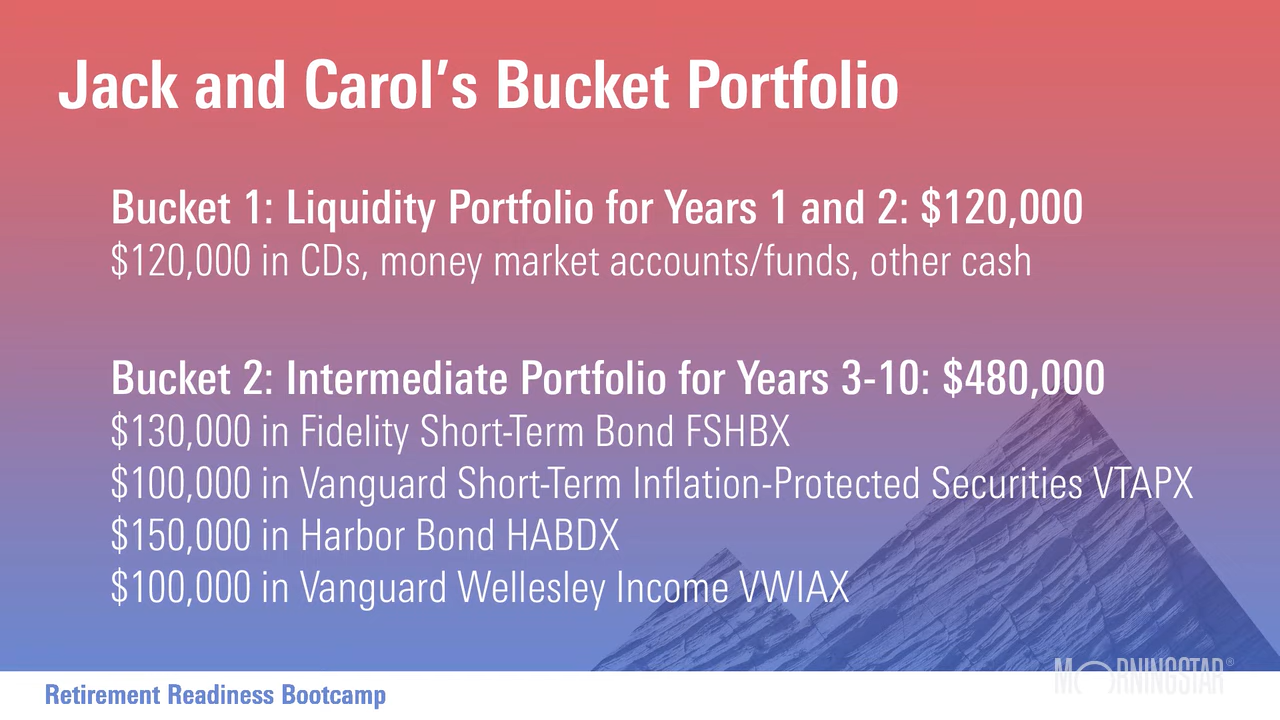 Jack and Carol’s Bucket Portfolio
Bucket 1: Liquidity Portfolio for Years 1 and 2: $120,000
$120,000 in CDs, money market accounts/funds, other cash
Bucket 2: Intermediate Portfolio for Years 3-10: $480,000
$130,000 in Fidelity Short-Term Bond FSHBX
$100,000 in Vanguard Short-Term Inflation-Protected Securities VTAPX
$150,000 in Harbor Bond HABDX
$100,000 in Vanguard Wellesley Income VWIAX
MORNINGSTAR®
Retirement Readiness Bootcamp